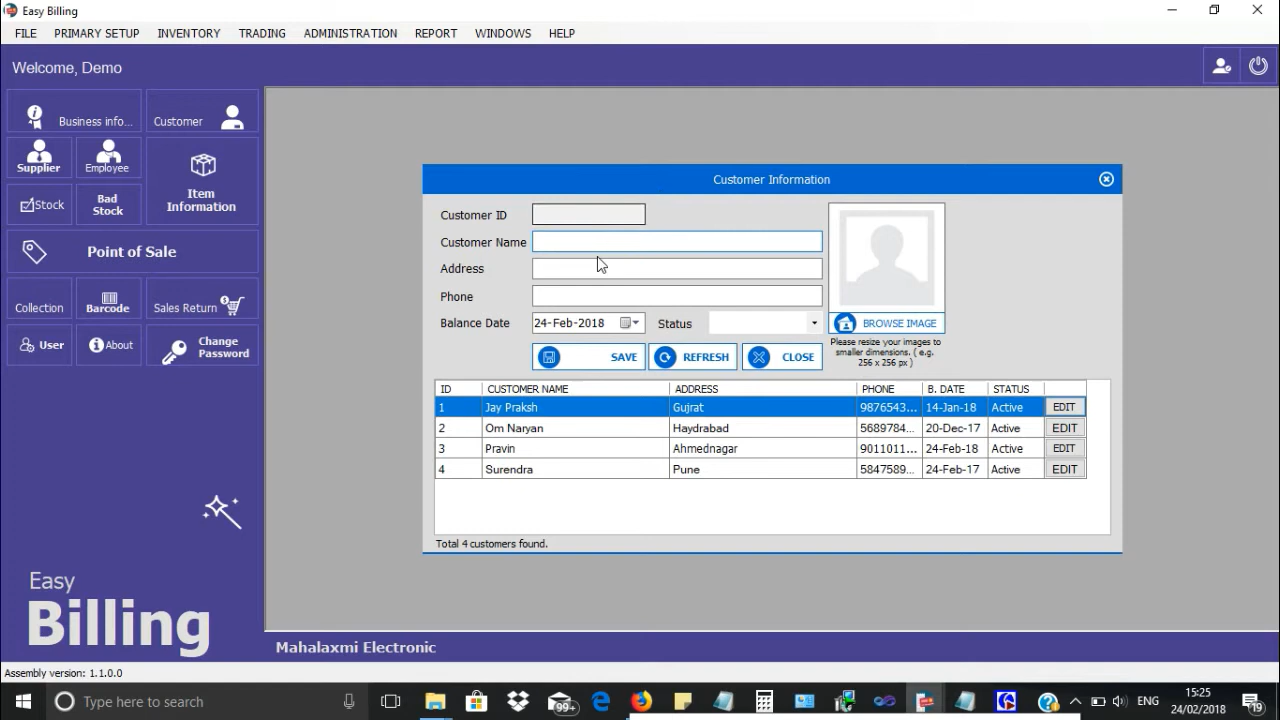 Easy Billing
FILE PRIMARY SETUP INVENTORY TRADING ADMINISTRATION REPORT WINDOWS HELP
Welcome, Demo
Business info... Customer
Supplier Employee
Item
Information
Stock
Bad
Stock
Point of Sale
Collection Barcode Sales Return
User About
Change
Password
Easy
Billing
Customer Information
Customer ID
Customer Name
Address
Phone
Balance Date 24-Feb-2018 Status
BROWSE IMAGE
Please resize your images to
smaller dimensions. ( e.g.
256 x 256 px )
SAVE REFRESH CLOSE
ID CUSTOMER NAME ADDRESS PHONE B. DATE STATUS
1 Jay Praksh Gujrat 9876543... 14-Jan-18 Active EDIT
2 Om Naryan Haydrabad 5689784... 20-Dec-17 Active EDIT
3 Pravin Ahmednagar 9011011... 24-Feb-18 Active EDIT
4 Surendra Pune 5847589... 24-Feb-17 Active EDIT
Total 4 customers found.
Mahalaxmi Electronic
Assembly version: 1.1.0.0
Type here to search
99+
ENG
15:25
24/02/2018
19